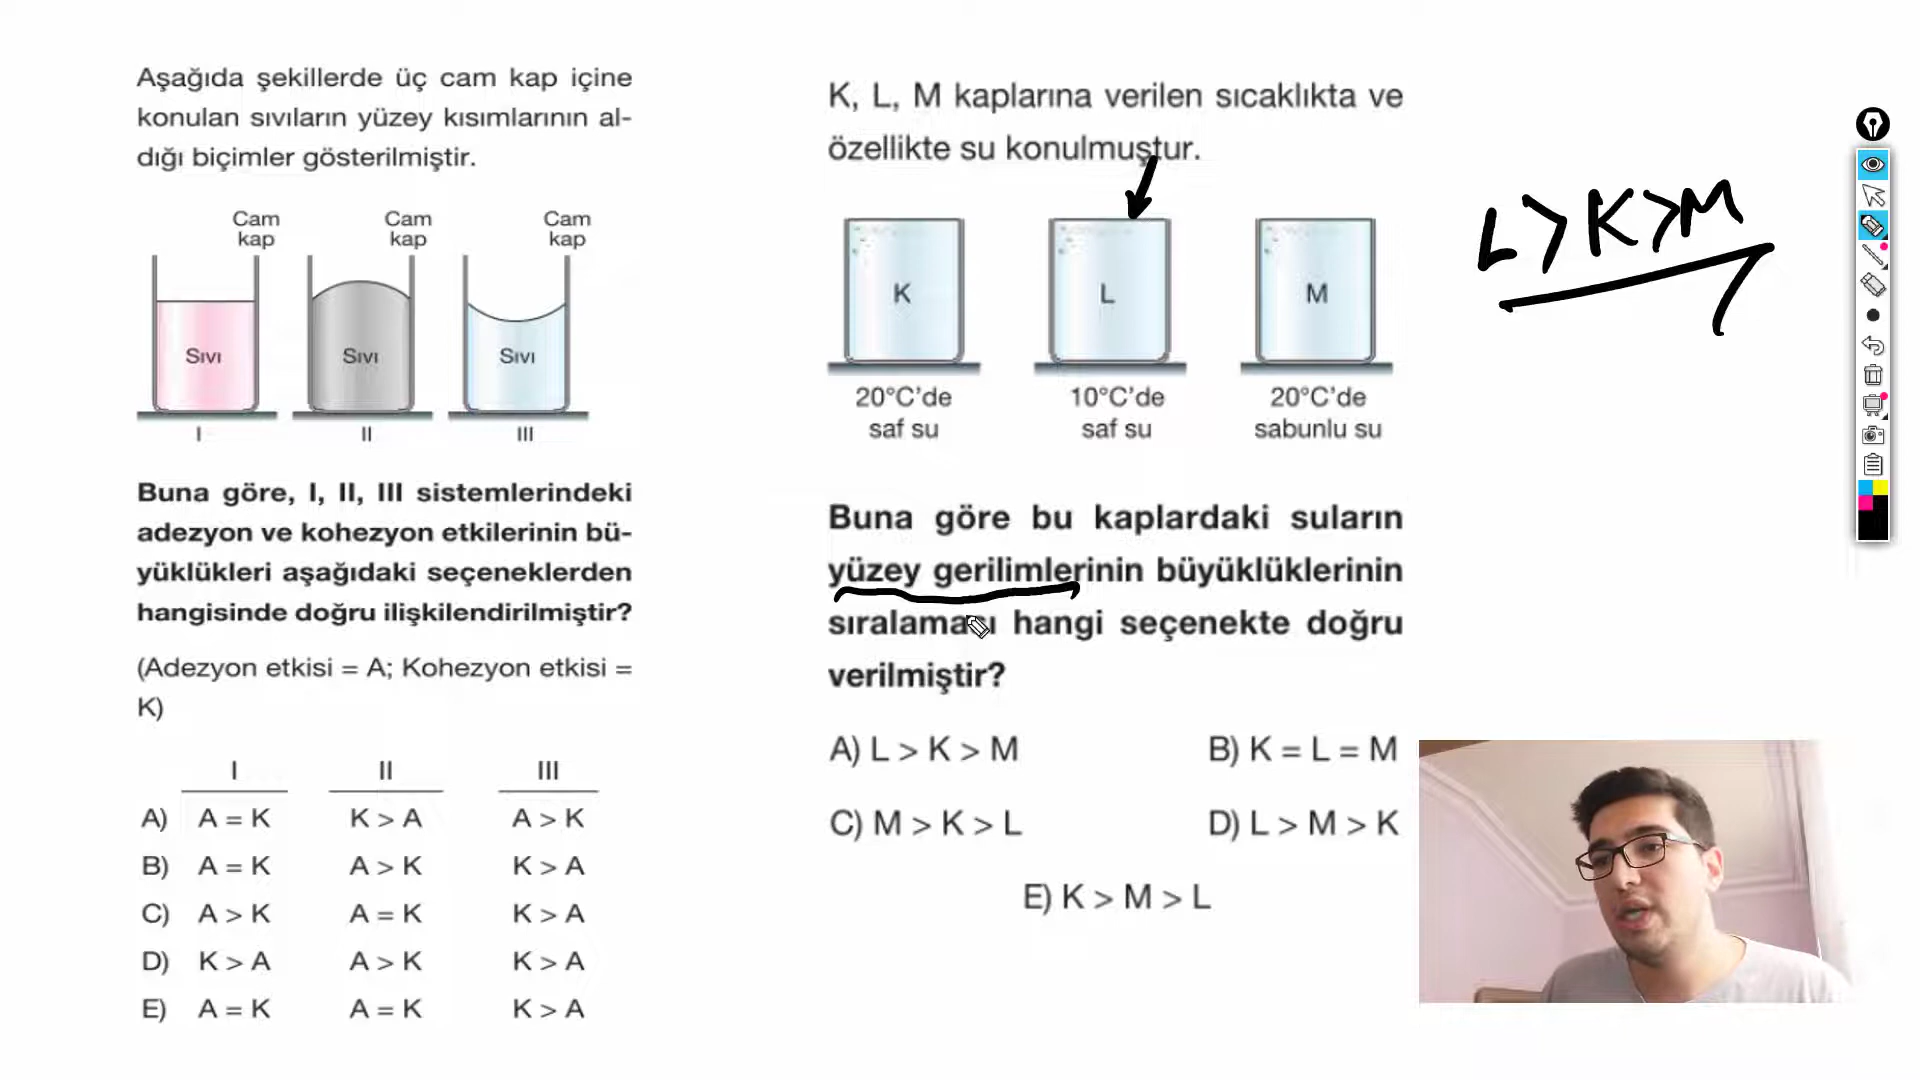 Aşağıda şekillerde üç cam kap içine
konulan sıvıların yüzey kısımlarının al-
dığı biçimler gösterilmiştir.
Cam kap
Cam kap
Cam kap
Sıvı
Sıvı
Sıvı
I
II
III
Buna göre, I, II, III sistemlerindeki
adezyon ve kohezyon etkilerinin bü-
yüklükleri aşağıdaki seçeneklerden
hangisinde doğru ilişkilendirilmiştir?
(Adezyon etkisi = A; Kohezyon etkisi =
K)
I II III
A) A = K K > A A > K
B) A = K A > K K > A
C) A > K A = K K > A
D) K > A A > K K > A
E) A = K A = K K > A
K, L, M kaplarına verilen sıcaklıkta ve
özellikte su konulmuştur.
K
L
M
20°C'de
saf su
10°C'de
saf su
20°C'de
sabunlu su
Buna göre bu kaplardaki suların
yüzey gerilimlerinin büyüklüklerinin
sıralaması hangi seçenekte doğru
verilmiştir?
A) L > K > M B) K = L = M
C) M > K > L D) L > M > K
E) K > M > L
L > K > M